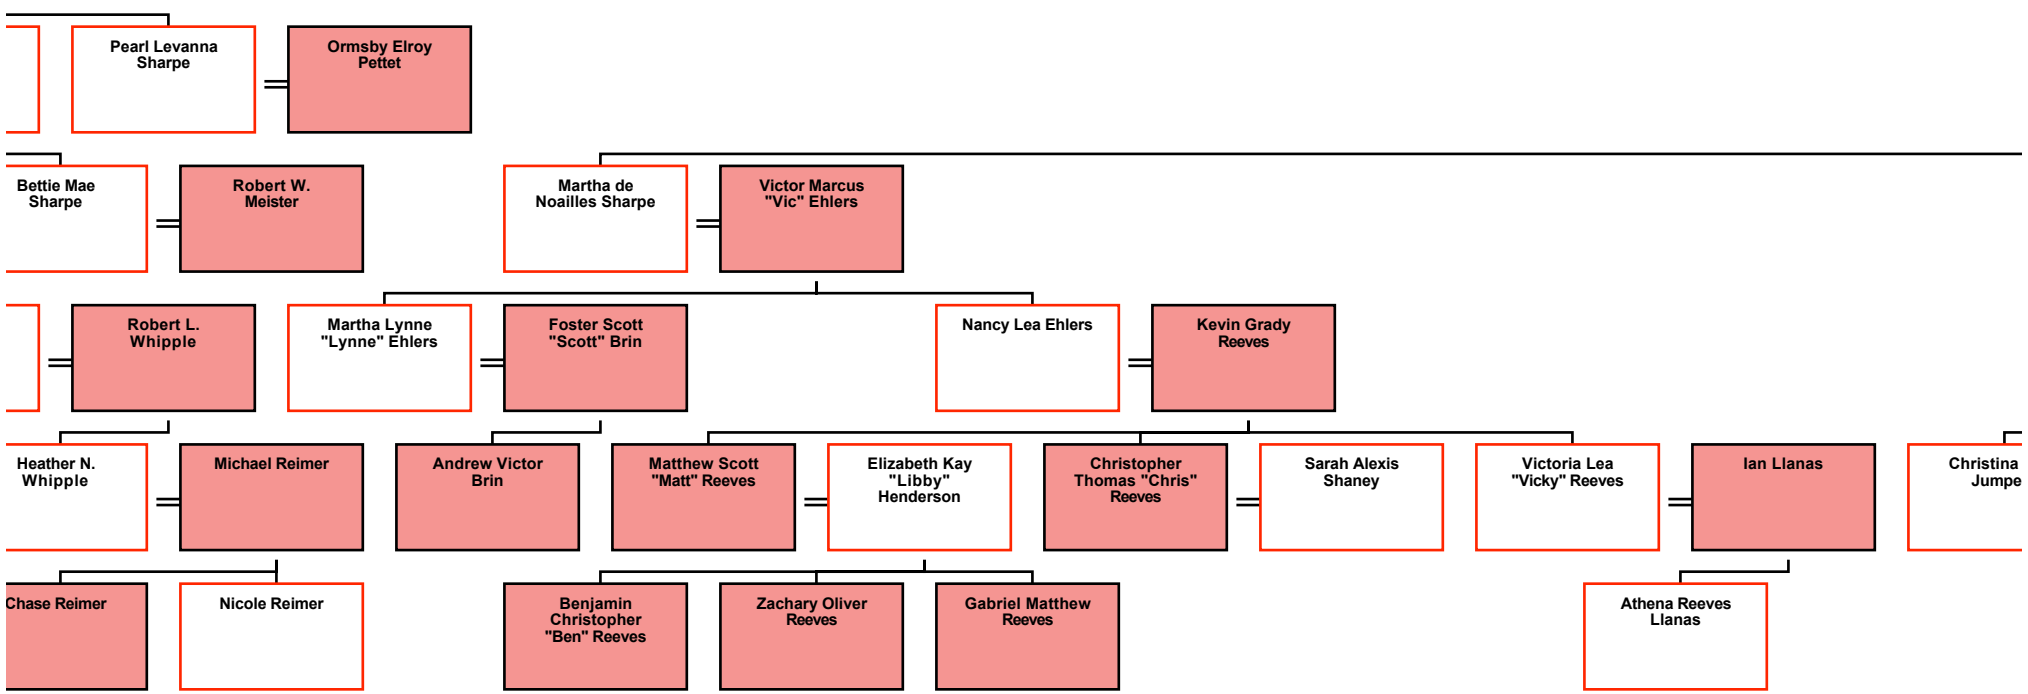 Pearl Levanna
Sharpe
Ormsby Elroy
Pettet
Bettie Mae
Sharpe
Robert W.
Meister
Martha de
Noailles Sharpe
Victor Marcus
"Vic" Ehlers
Robert L.
Whipple
Martha Lynne
"Lynne" Ehlers
Foster Scott
"Scott" Brin
Nancy Lea Ehlers
Kevin Grady
Reeves
Heather N.
Whipple
Michael Reimer
Andrew Victor
Brin
Matthew Scott
"Matt" Reeves
Elizabeth Kay
"Libby"
Henderson
Christopher
Thomas "Chris"
Reeves
Sarah Alexis
Shaney
Victoria Lea
"Vicky" Reeves
Ian Llanas
Christina
Jumpe
Chase Reimer
Nicole Reimer
Benjamin
Christopher
"Ben" Reeves
Zachary Oliver
Reeves
Gabriel Matthew
Reeves
Athena Reeves
Llanas